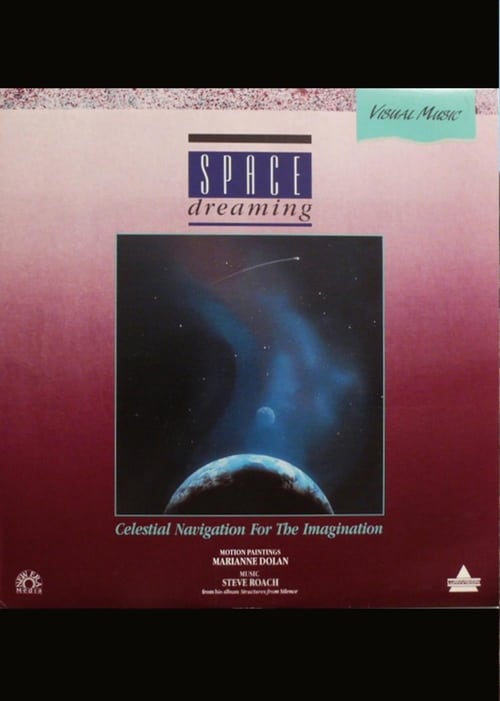 VISUAL MUSIC
SPACE
dreaming
Celestial Navigation For The Imagination
MOTION PAINTINGS
MARIANNE DOLAN
MUSIC
STEVE ROACH
from his album Structures from Silence
Media